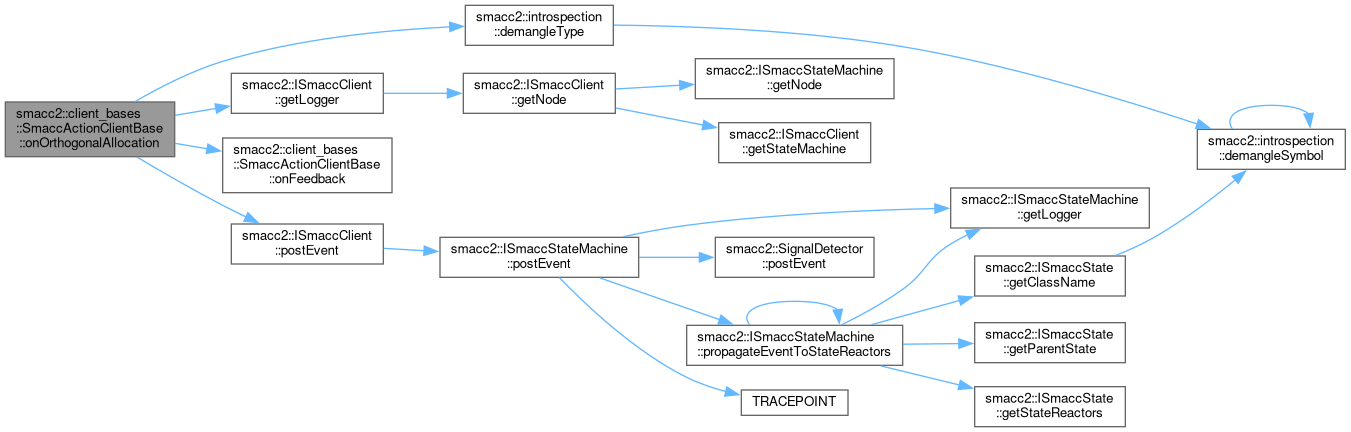 smacc2::client_bases
::SmaccActionClientBase
::onOrthogonalAllocation
smacc2::introspection
::demangleType
smacc2::ISmaccClient
::getLogger
smacc2::client_bases
::SmaccActionClientBase
::onFeedback
smacc2::ISmaccClient
::postEvent
smacc2::ISmaccClient
::getNode
smacc2::ISmaccStateMachine
::getNode
smacc2::ISmaccClient
::getStateMachine
smacc2::ISmaccStateMachine
::postEvent
smacc2::SignalDetector
::postEvent
smacc2::ISmaccStateMachine
::propagateEventToStateReactors
TRACEPOINT
smacc2::ISmaccStateMachine
::getLogger
smacc2::ISmaccState
::getClassName
smacc2::ISmaccState
::getParentState
smacc2::ISmaccState
::getStateReactors
smacc2::introspection
::demangleSymbol